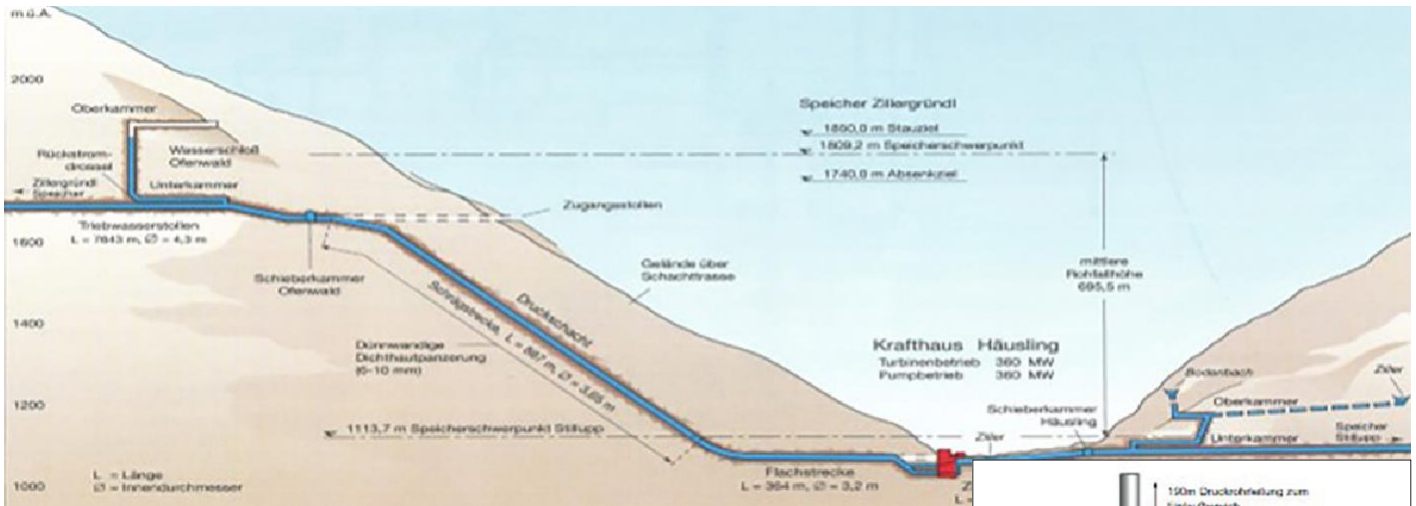 m.ü.A.
2000
1600
1400
1200
1000
Oberkammer
Rückstrom-
drossel
Wasserschloß
Ofenwald
Zillergründl
Speicher
Unterkammer
Triebwasserstollen
L = 7843 m, Ø = 4,3 m
Schieberkammer
Ofenwald
Zugangsstollen
Gelände über
Schachttrasse
Druckschacht
Schrägstrecke, L = 887 m, Ø = 3,65 m
Dünnwandige
Dichthautpanzerung
(6-10 mm)
Speicher Zillergründl
1850,0 m Stauziel
1809,2 m Speicherschwerpunkt
1740,0 m Absenkziel
mittlere
Rohfallhöhe
695,5 m
Krafthaus Häusling
Turbinenbetrieb 360 MW
Pumpbetrieb 360 MW
1113,7 m Speicherschwerpunkt Stillupp
Flachstrecke
L = 364 m, Ø = 3,2 m
Schieberkammer
Häusling
Ziller
Bodenbach
Ziller
Oberkammer
Unterkammer
Speicher
Stillupp
L = Länge
Ø = Innendurchmesser
190m Druckrohrleitung zum